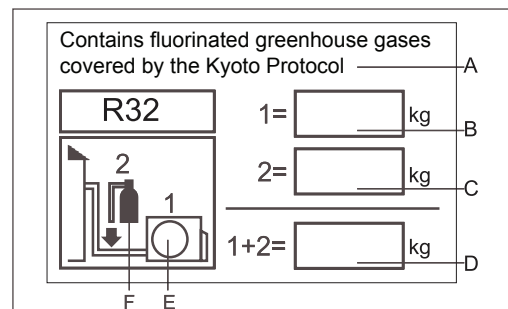 Contains fluorinated greenhouse gases
covered by the Kyoto Protocol
A
R32
1= kg
B
2= kg
C
1+2= kg
D
2
1
F E